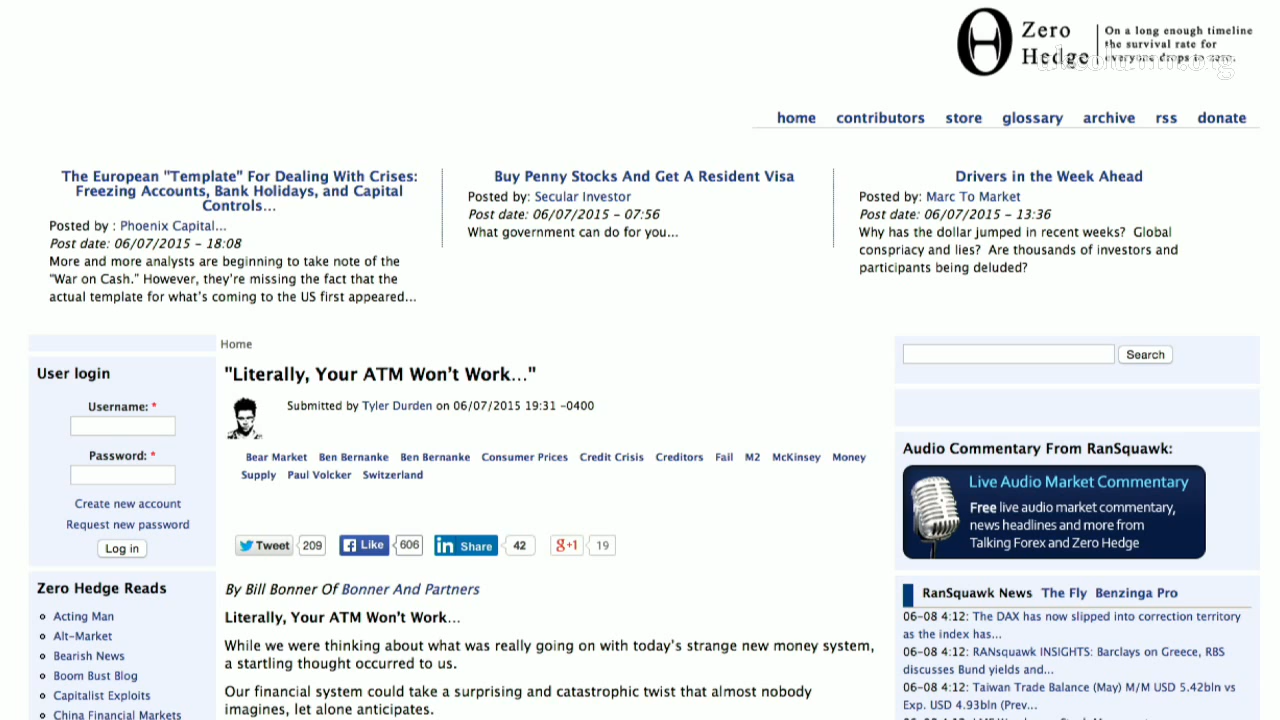 Zero
Hedge
On a long enough timeline
the survival rate for
everyone drops to zero.
home contributors store glossary archive rss donate
The European "Template" For Dealing With Crises:
Freezing Accounts, Bank Holidays, and Capital
Controls...
Posted by : Phoenix Capital...
Post date: 06/07/2015 – 18:08
More and more analysts are beginning to take note of the
"War on Cash." However, they're missing the fact that the
actual template for what's coming to the US first appeared...
Buy Penny Stocks And Get A Resident Visa
Posted by: Secular Investor
Post date: 06/07/2015 – 07:56
What government can do for you...
Drivers in the Week Ahead
Posted by: Marc To Market
Post date: 06/07/2015 – 13:36
Why has the dollar jumped in recent weeks? Global
conspracy and lies? Are thousands of investors and
participants being deluded?
User login
Username: *
Password: *
Create new account
Request new password
Log in
Zero Hedge Reads
Acting Man
Alt-Market
Bearish News
Boom Bust Blog
Capitalist Exploits
China Financial Markets
Home
"Literally, Your ATM Won't Work..."
Submitted by Tyler Durden on 06/07/2015 19:31 -0400
Bear Market Ben Bernanke Ben Bernanke Consumer Prices Credit Crisis Creditors Fail M2 McKinsey Money
Supply Paul Volcker Switzerland
Tweet 209 Like 606 in Share 42 g+1 19
By Bill Bonner Of Bonner And Partners
Literally, Your ATM Won't Work...
While we were thinking about what was really going on with today's strange new money system,
a startling thought occurred to us.
Our financial system could take a surprising and catastrophic twist that almost nobody
imagines, let alone anticipates.
Search
Audio Commentary From RanSquawk:
Live Audio Market Commentary
Free live audio market commentary,
news headlines and more from
Talking Forex and Zero Hedge
RanSquawk News The Fly Benzinga Pro
06-08 4:12: The DAX has now slipped into correction territory
as the index has...
06-08 4:12: RANsquawk INSIGHTS: Barclays on Greece, RBS
discusses Bund yields and...
06-08 4:12: Taiwan Trade Balance (May) M/M USD 5.42bln vs
Exp. USD 4.93bln (Prev...